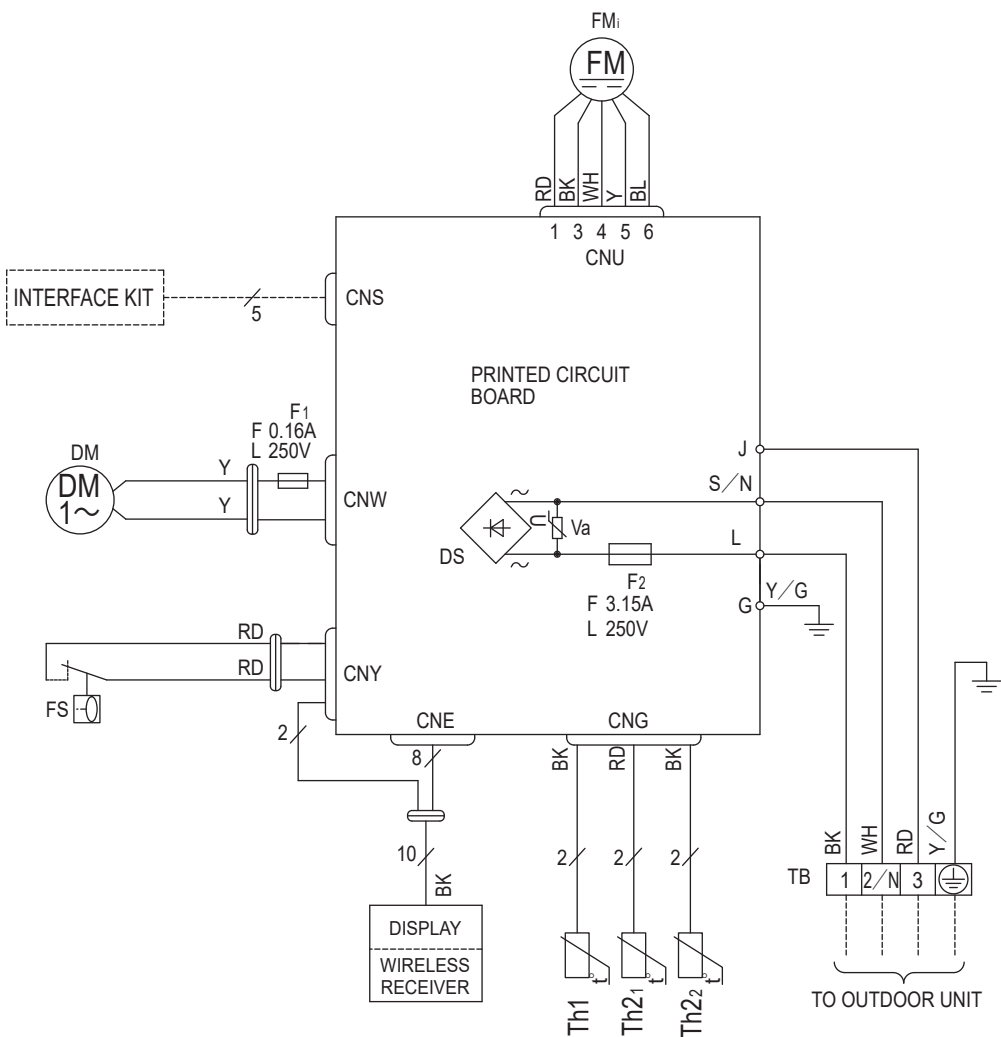 FMi
FM
RD
BK
WH
Y
BL
1 3 4 5 6
CNU
INTERFACE KIT
5
CNS
PRINTED CIRCUIT
BOARD
F1
F 0.16A
L 250V
DM
DM
1～
Y
Y
CNW
J
S/N
～
Va
L
DS
～
F2
F 3.15A
L 250V
G
Y/G
RD
RD
CNY
FS
2
CNE
8
CNG
BK
RD
BK
10
BK
2
2
2
DISPLAY
WIRELESS
RECEIVER
t°
t°
t°
Th1
Th21
Th22
BK
WH
RD
Y/G
TB
1 2/N 3
TO OUTDOOR UNIT